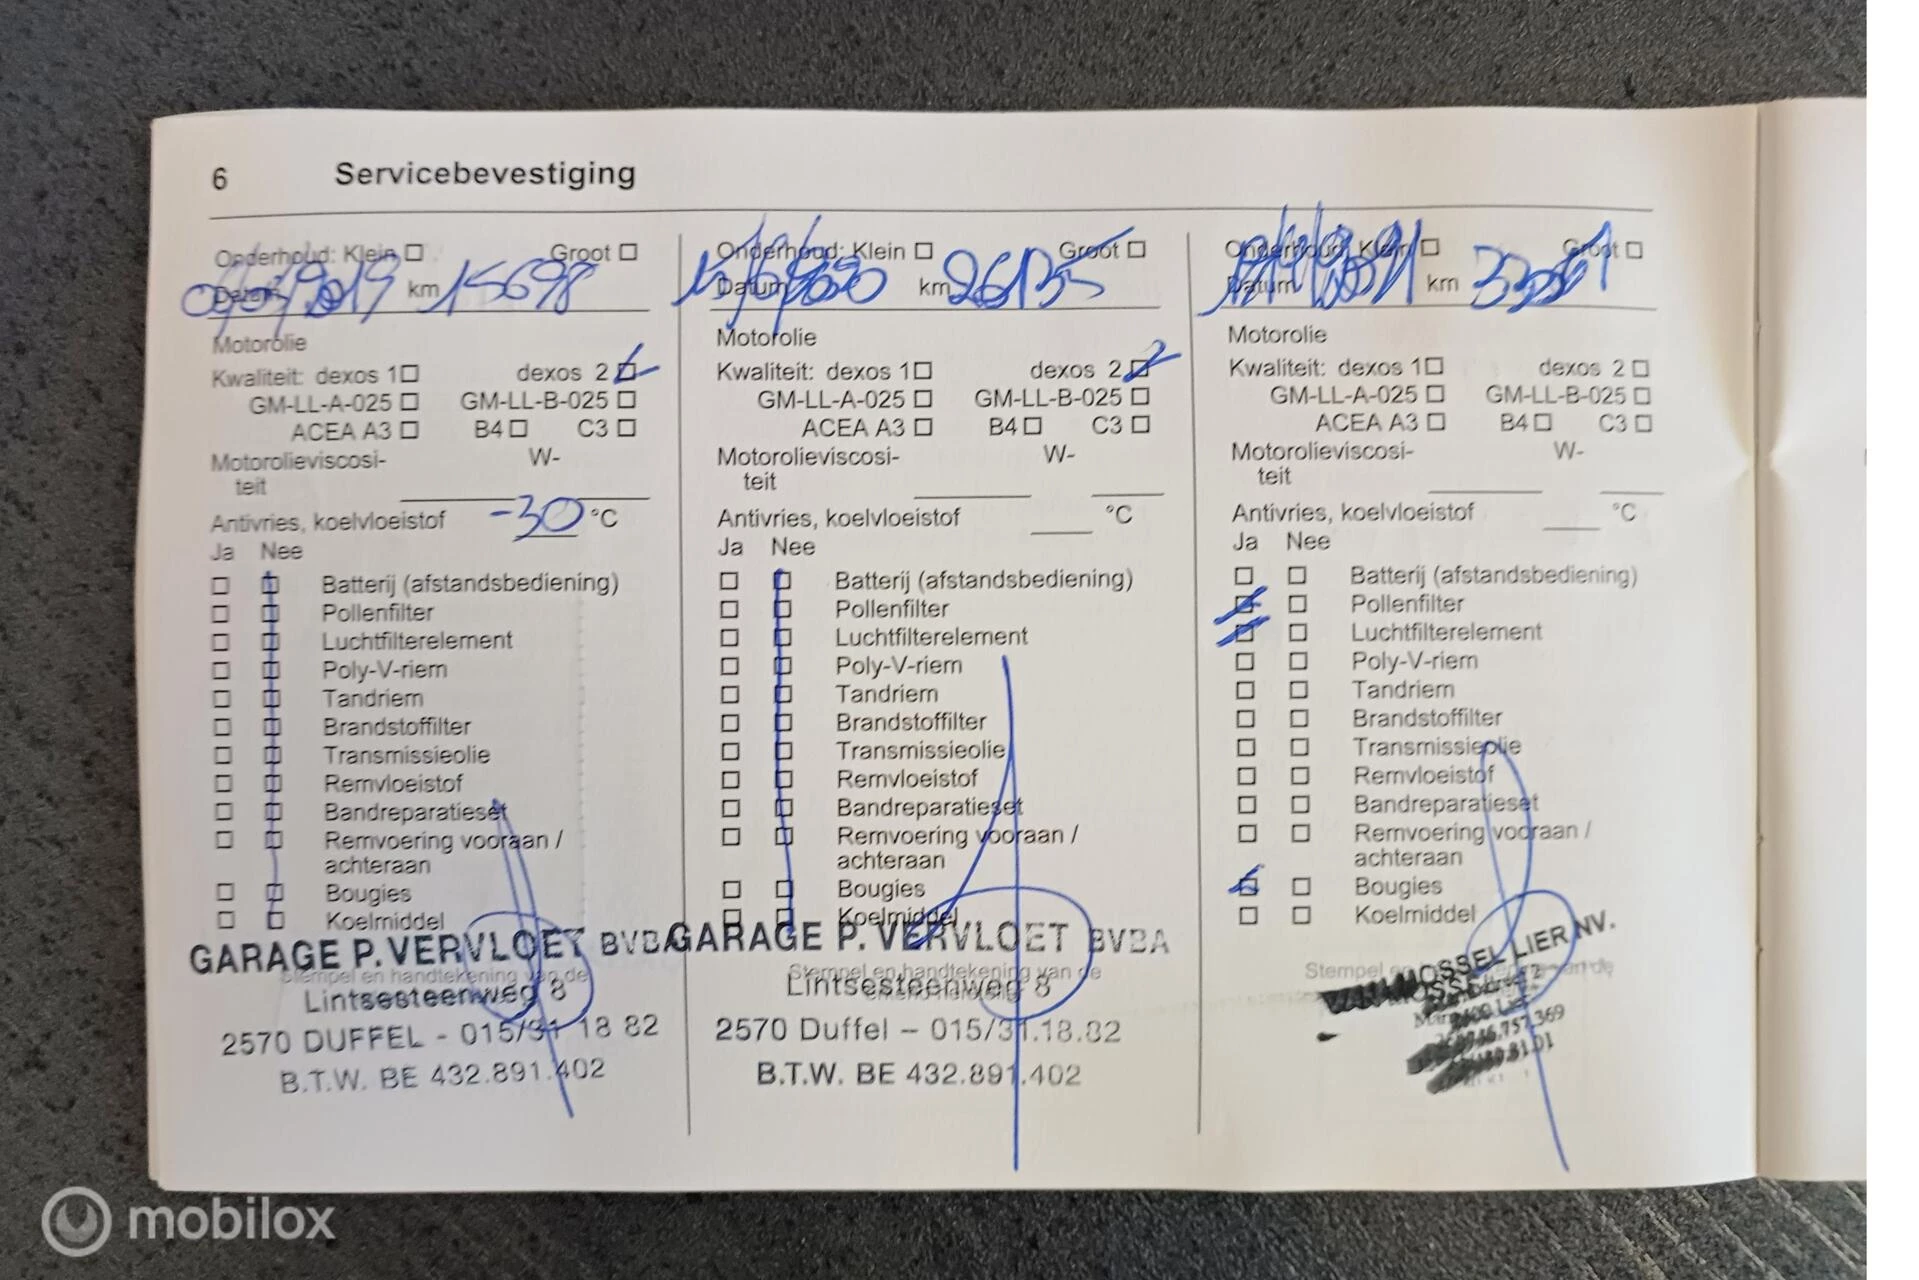 6 Servicebevestiging
Onderhoud: Klein Groot
Datum 2019 km 15698
Motorolie
Kwaliteit: dexos 1 dexos 2
GM-LL-A-025 GM-LL-B-025
ACEA A3 B4 C3
Motorolieviscosi- W-
teit
Antivries, koelvloeistof -30 °C
Ja Nee
Batterij (afstandsbediening)
Pollenfilter
Luchtfilterelement
Poly-V-riem
Tandriem
Brandstoffilter
Transmissieolie
Remvloeistof
Bandreparatieset
Remvoering vooraan /
achteraan
Bougies
Koelmiddel
GARAGE P. VERVLOET BVBA
Stempel en handtekening van de
Lintsesteenweg 8
2570 DUFFEL - 015/31 18 82
B.T.W. BE 432.891.402
Onderhoud: Klein Groot
Datum km 26135
Motorolie
Kwaliteit: dexos 1 dexos 2
GM-LL-A-025 GM-LL-B-025
ACEA A3 B4 C3
Motorolieviscosi- W-
teit
Antivries, koelvloeistof °C
Ja Nee
Batterij (afstandsbediening)
Pollenfilter
Luchtfilterelement
Poly-V-riem
Tandriem
Brandstoffilter
Transmissieolie
Remvloeistof
Bandreparatieset
Remvoering vooraan /
achteraan
Bougies
Koelmiddel
GARAGE P. VERVLOET BVBA
Stempel en handtekening van de
Lintsesteenweg 8
2570 Duffel – 015/31.18.82
B.T.W. BE 432.891.402
Onderhoud: Klein Groot
Datum km
Motorolie
Kwaliteit: dexos 1 dexos 2
GM-LL-A-025 GM-LL-B-025
ACEA A3 B4 C3
Motorolieviscosi- W-
teit
Antivries, koelvloeistof °C
Ja Nee
Batterij (afstandsbediening)
Pollenfilter
Luchtfilterelement
Poly-V-riem
Tandriem
Brandstoffilter
Transmissieolie
Remvloeistof
Bandreparatieset
Remvoering vooraan /
achteraan
Bougies
Koelmiddel
Stempel en van de
VAN MOSSEL LIER NV.
mobilox